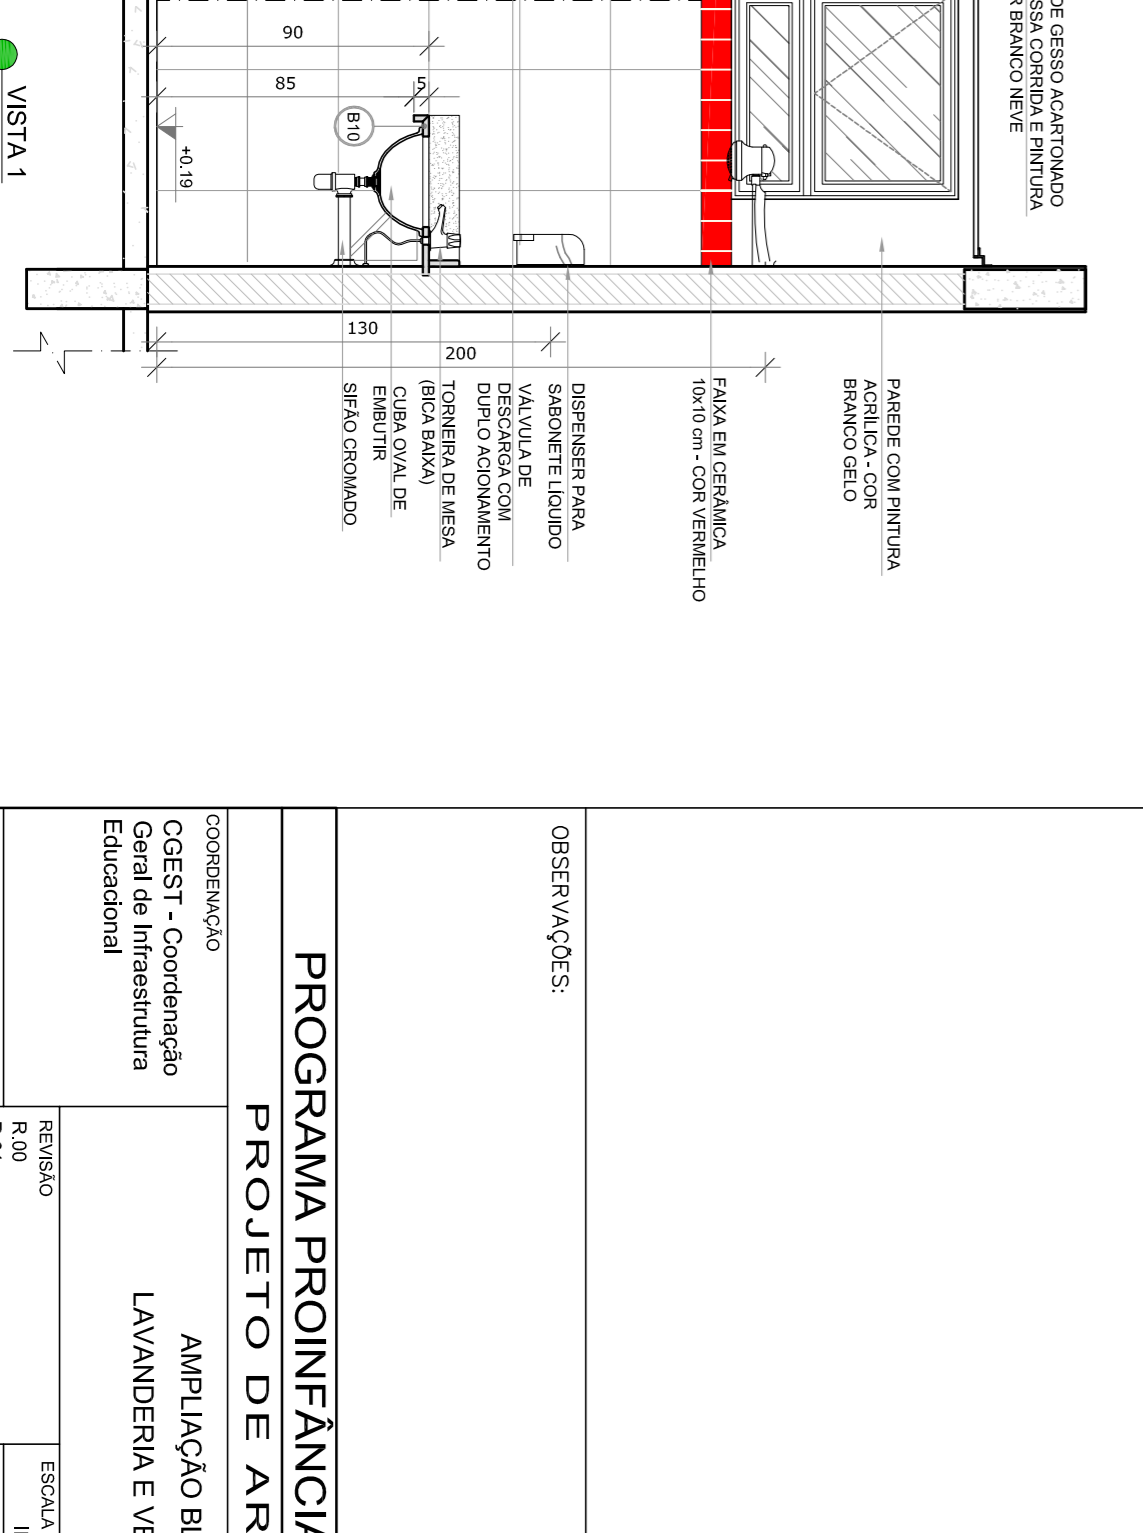 DE GESSO ACARTONADO
SSA CORRIDA E PINTURA
R BRANCO NEVE
PAREDE COM PINTURA
ACRÍLICA - COR
BRANCO GELO
FAIXA EM CERÂMICA
10x10 cm - COR VERMELHO
DISPENSER PARA
SABONETE LÍQUIDO
VÁLVULA DE
DESCARGA COM
DUPLO ACIONAMENTO
TORNEIRA DE MESA
(BICA BAIXA)
CUBA OVAL DE
EMBUTIR
SIFÃO CROMADO
90
85
5
B10
+0.19
130
200
VISTA 1
OBSERVAÇÕES:
PROGRAMA PROINFÂNCIA
PROJETO DE AR
COORDENAÇÃO
CGEST - Coordenação
Geral de Infraestrutura
Educacional
AMPLIAÇÃO BL
LAVANDERIA E VE
REVISÃO
R.00
ESCALA